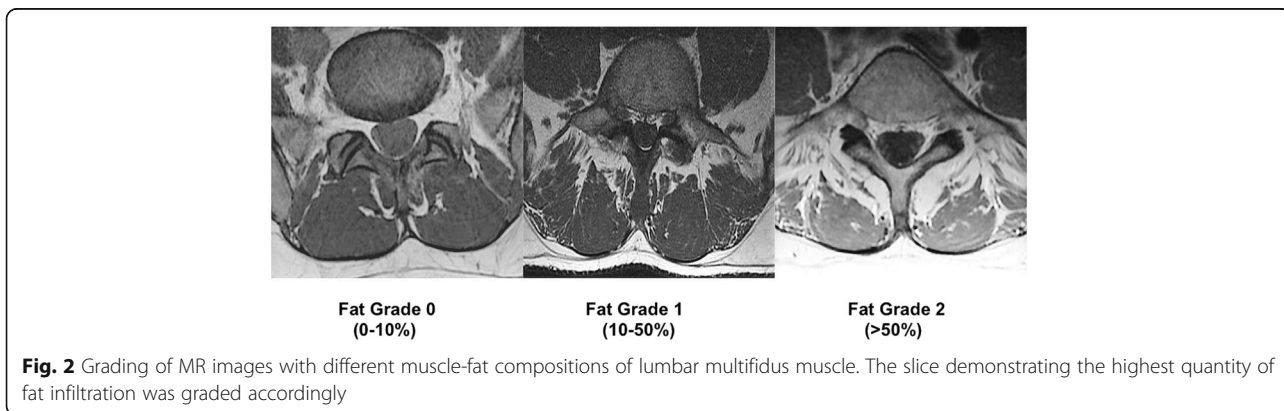 Fat Grade 0
(0-10%)
Fat Grade 1
(10-50%)
Fat Grade 2
(>50%)
Fig. 2 Grading of MR images with different muscle-fat compositions of lumbar multifidus muscle. The slice demonstrating the highest quantity of
fat infiltration was graded accordingly